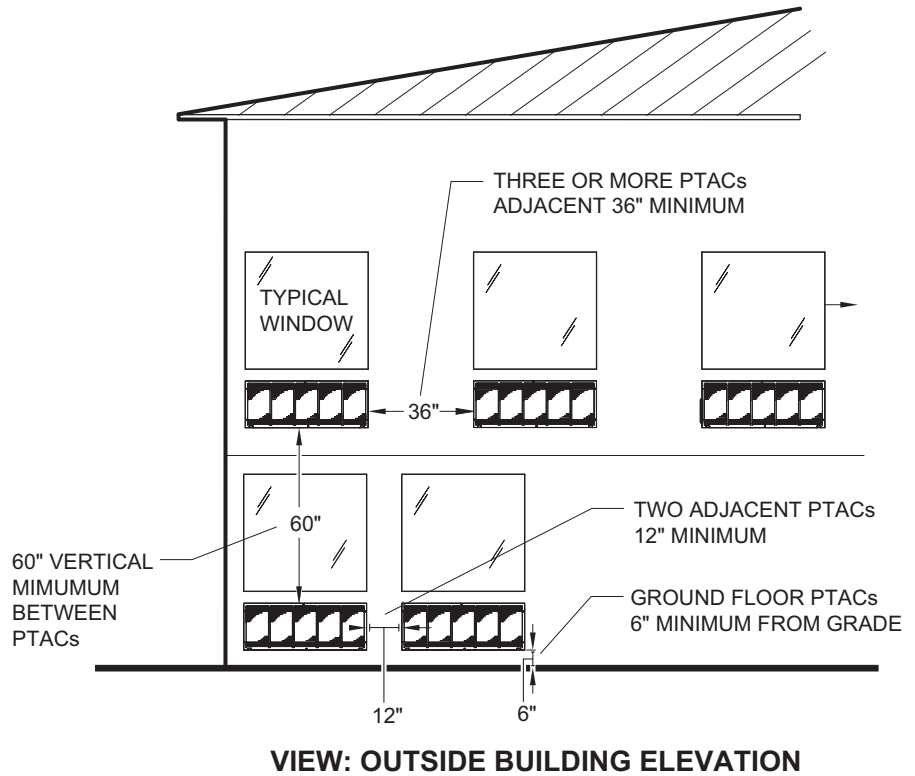 THREE OR MORE PTACs
ADJACENT 36" MINIMUM
TYPICAL
WINDOW
36"
60"
TWO ADJACENT PTACs
12" MINIMUM
60" VERTICAL
MIMUMUM
BETWEEN
PTACs
GROUND FLOOR PTACs
6" MINIMUM FROM GRADE
12"
6"
VIEW: OUTSIDE BUILDING ELEVATION